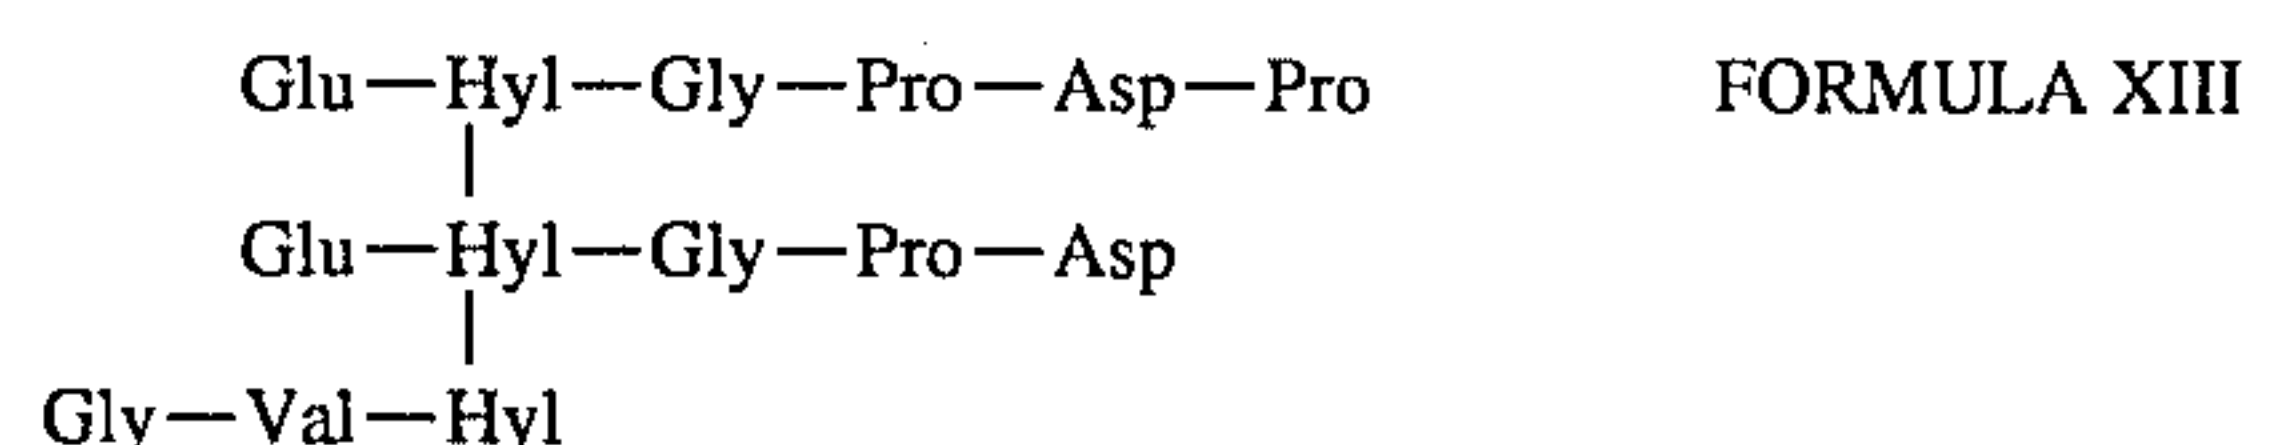 Glu—Hyl—Gly—Pro—Asp—Pro FORMULA XIII
Glu—Hyl—Gly—Pro—Asp
Gly—Val—Hyl